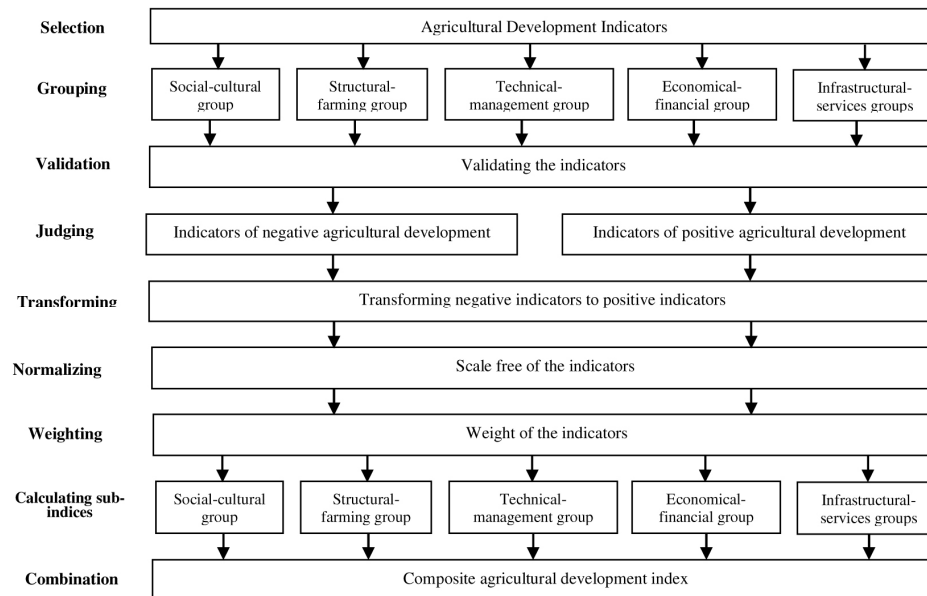 Selection
Agricultural Development Indicators
Grouping
Social-cultural
group
Structural-
farming group
Technical-
management group
Economical-
financial group
Infrastructural-
services groups
Validation
Validating the indicators
Judging
Indicators of negative agricultural development
Indicators of positive agricultural development
Transforming
Transforming negative indicators to positive indicators
Normalizing
Scale free of the indicators
Weighting
Weight of the indicators
Calculating sub-
indices
Social-cultural
group
Structural-
farming group
Technical-
management group
Economical-
financial group
Infrastructural-
services groups
Combination
Composite agricultural development index